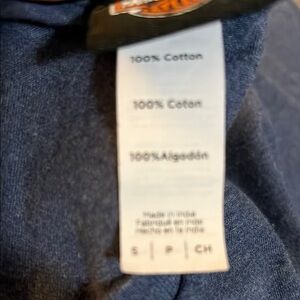 100% Cotton
100% Coton
100%Algodón
Made in India
Fabriqué en Inde
Hecho en la India
S | P | CH